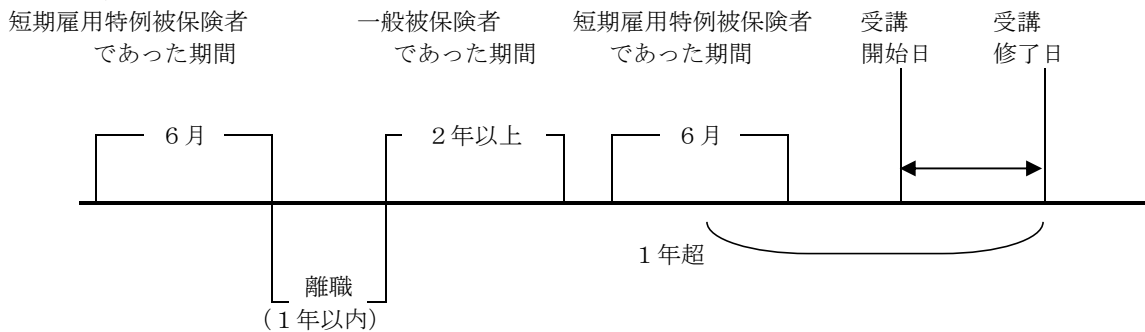 短期雇用特例被保険者
であった期間
一般被保険者
であった期間
短期雇用特例被保険者
であった期間
受講
開始日
受講
修了日
６月
２年以上
６月
１年超
離職
（１年以内）